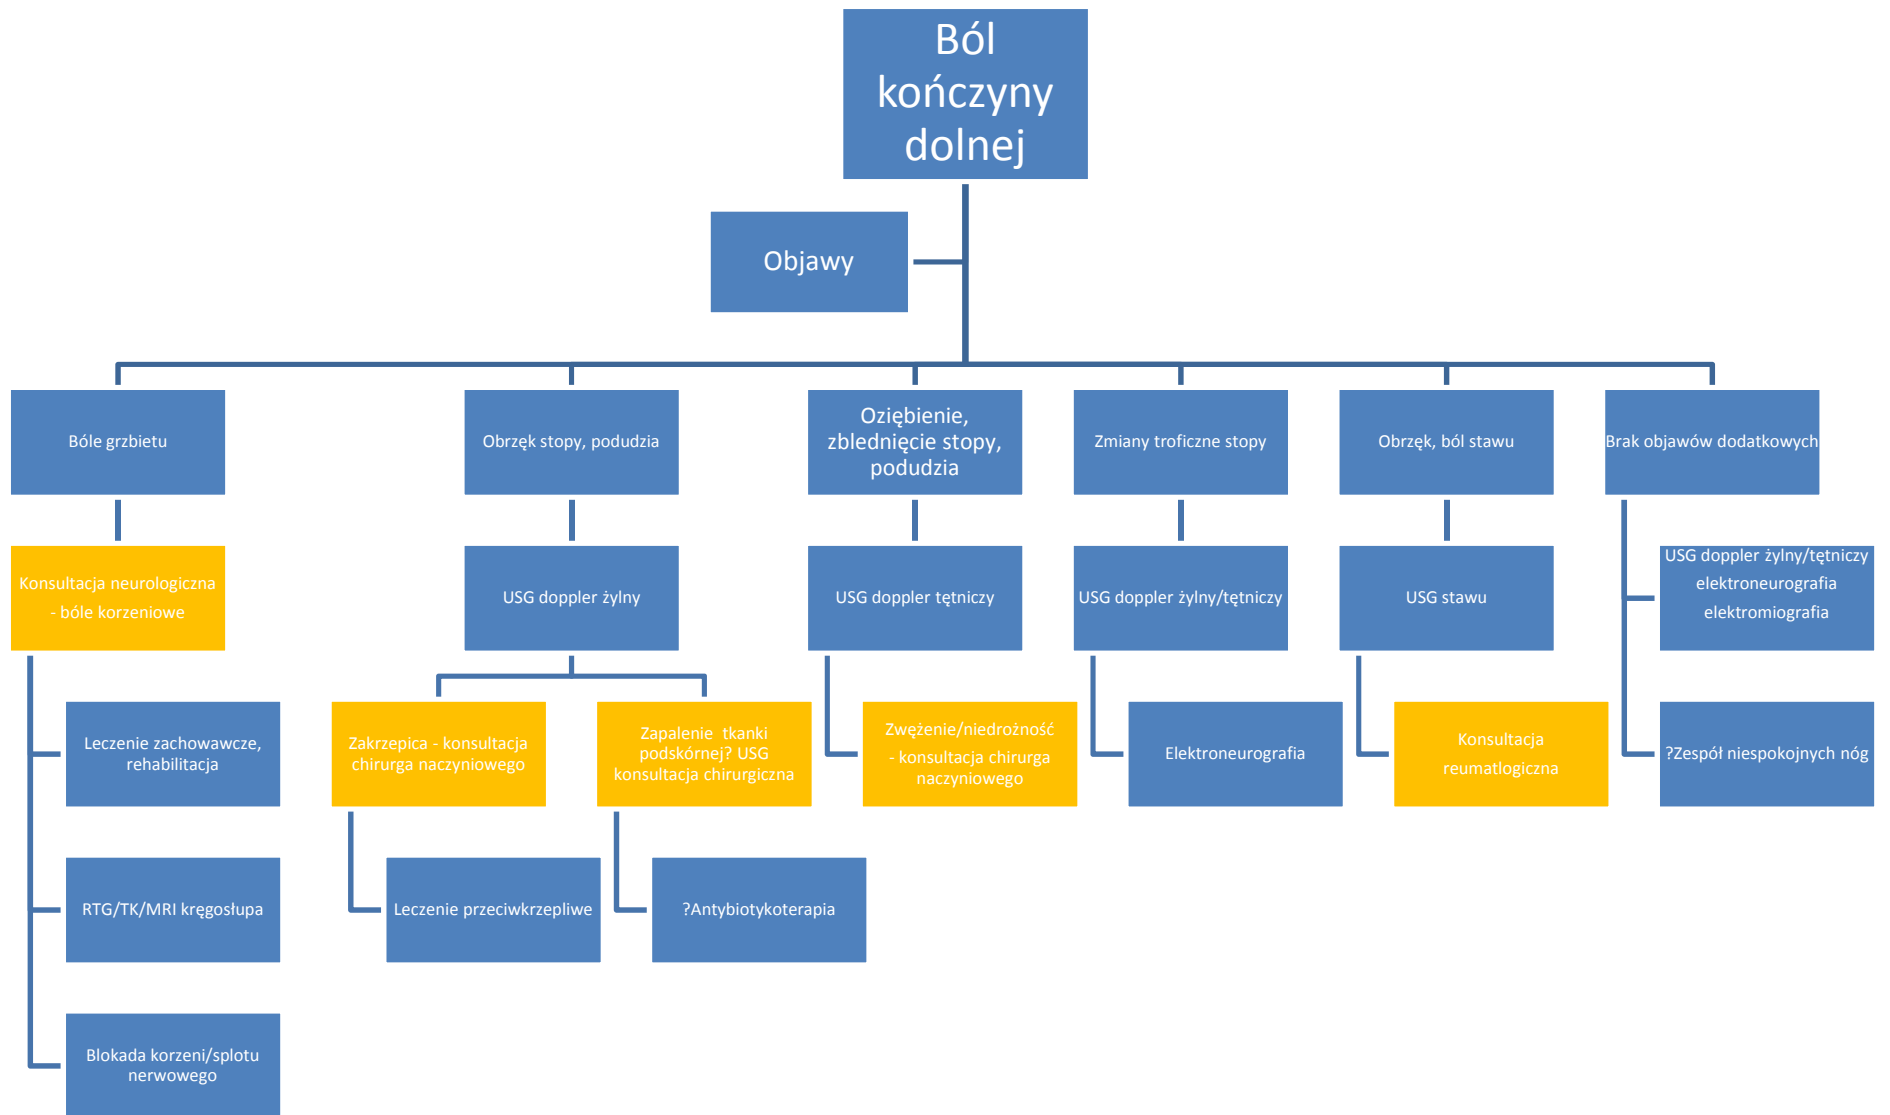 Ból
kończyny
dolnej
Objawy
Bóle grzbietu
Obrzęk stopy, podudzia
Oziębienie,
zblednięcie stopy,
podudzia
Zmiany troficzne stopy
Obrzęk, ból stawu
Brak objawów dodatkowych
Konsultacja neurologiczna
- bóle korzeniowe
USG doppler żylny
USG doppler tętniczy
USG doppler żylny/tętniczy
USG stawu
USG doppler żylny/tętniczy
elektroneurografia
elektromiografia
Leczenie zachowawcze,
rehabilitacja
Zakrzepica - konsultacja
chirurga naczyniowego
Zapalenie tkanki
podskórnej? USG
konsultacja chirurgiczna
Zwężenie/niedrożność
- konsultacja chirurga
naczyniowego
Elektroneurografia
Konsultacja
reumatlogiczna
?Zespół niespokojnych nóg
RTG/TK/MRI kręgosłupa
Leczenie przeciwkrzepliwe
?Antybiotykoterapia
Blokada korzeni/splotu
nerwowego